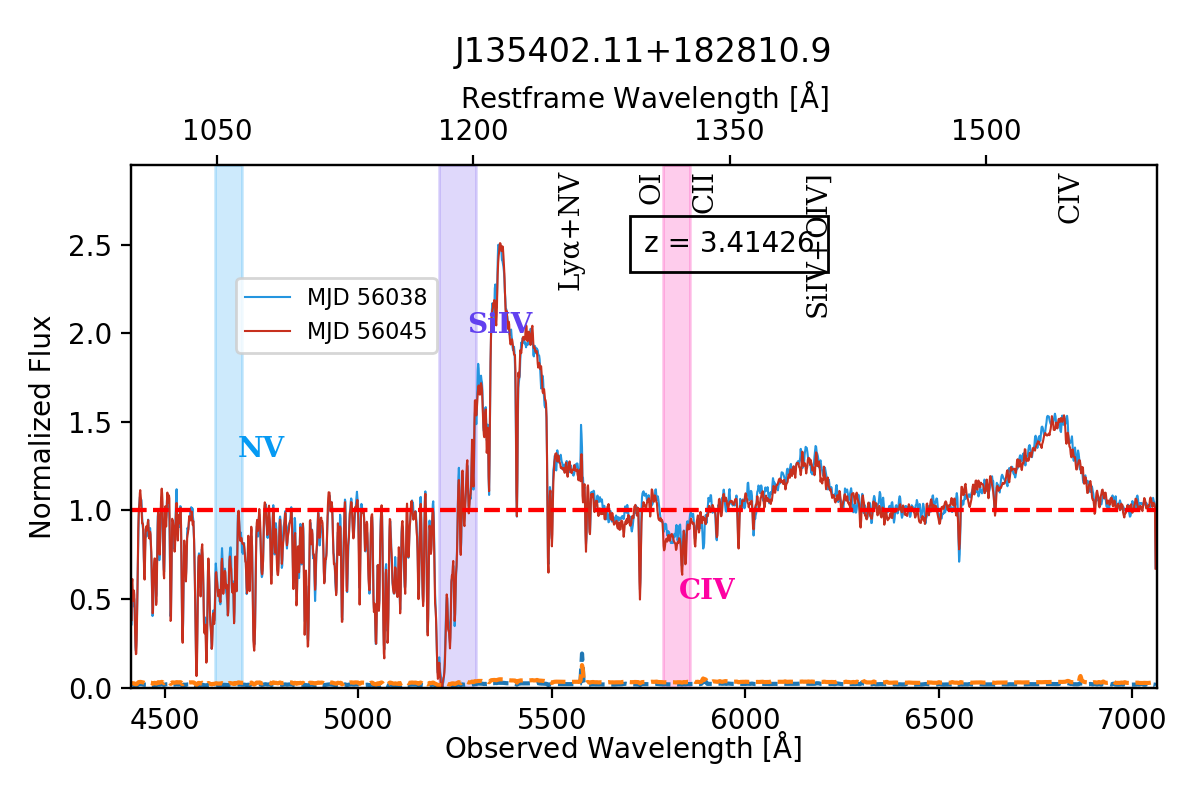 J135402.11+182810.9
Restframe Wavelength [Å]
1050 1200 1350 1500
Lyα+NV
OI
CII
SiIV+OIV]
CIV
z = 3.41426
MJD 56038
MJD 56045
SiIV
NV
CIV
Normalized Flux
2.5
2.0
1.5
1.0
0.5
0.0
4500 5000 5500 6000 6500 7000
Observed Wavelength [Å]